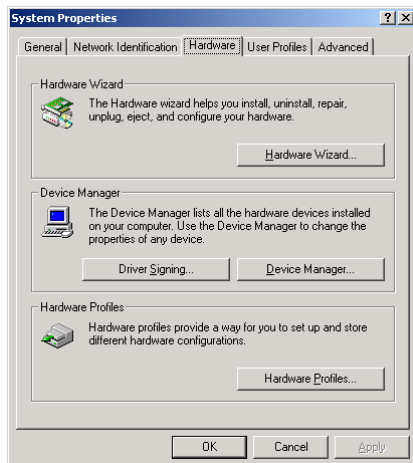 System Properties
General
Network Identification
Hardware
User Profiles
Advanced
Hardware Wizard
The Hardware wizard helps you install, uninstall, repair,
unplug, eject, and configure your hardware.
Hardware Wizard...
Device Manager
The Device Manager lists all the hardware devices installed
on your computer. Use the Device Manager to change the
properties of any device.
Driver Signing...
Device Manager...
Hardware Profiles
Hardware profiles provide a way for you to set up and store
different hardware configurations.
Hardware Profiles...
OK
Cancel
Apply